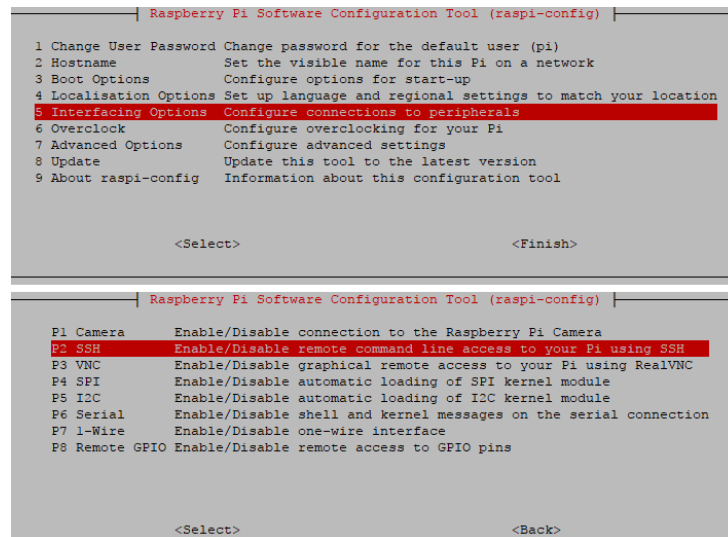 Raspberry Pi Software Configuration Tool (raspi-config)
1 Change User Password Change password for the default user (pi)
2 Hostname Set the visible name for this Pi on a network
3 Boot Options Configure options for start-up
4 Localisation Options Set up language and regional settings to match your location
5 Interfacing Options Configure connections to peripherals
6 Overclock Configure overclocking for your Pi
7 Advanced Options Configure advanced settings
8 Update Update this tool to the latest version
9 About raspi-config Information about this configuration tool
<Select> <Finish>
Raspberry Pi Software Configuration Tool (raspi-config)
P1 Camera Enable/Disable connection to the Raspberry Pi Camera
P2 SSH Enable/Disable remote command line access to your Pi using SSH
P3 VNC Enable/Disable graphical remote access to your Pi using RealVNC
P4 SPI Enable/Disable automatic loading of SPI kernel module
P5 I2C Enable/Disable automatic loading of I2C kernel module
P6 Serial Enable/Disable shell and kernel messages on the serial connection
P7 1-Wire Enable/Disable one-wire interface
P8 Remote GPIO Enable/Disable remote access to GPIO pins
<Select> <Back>